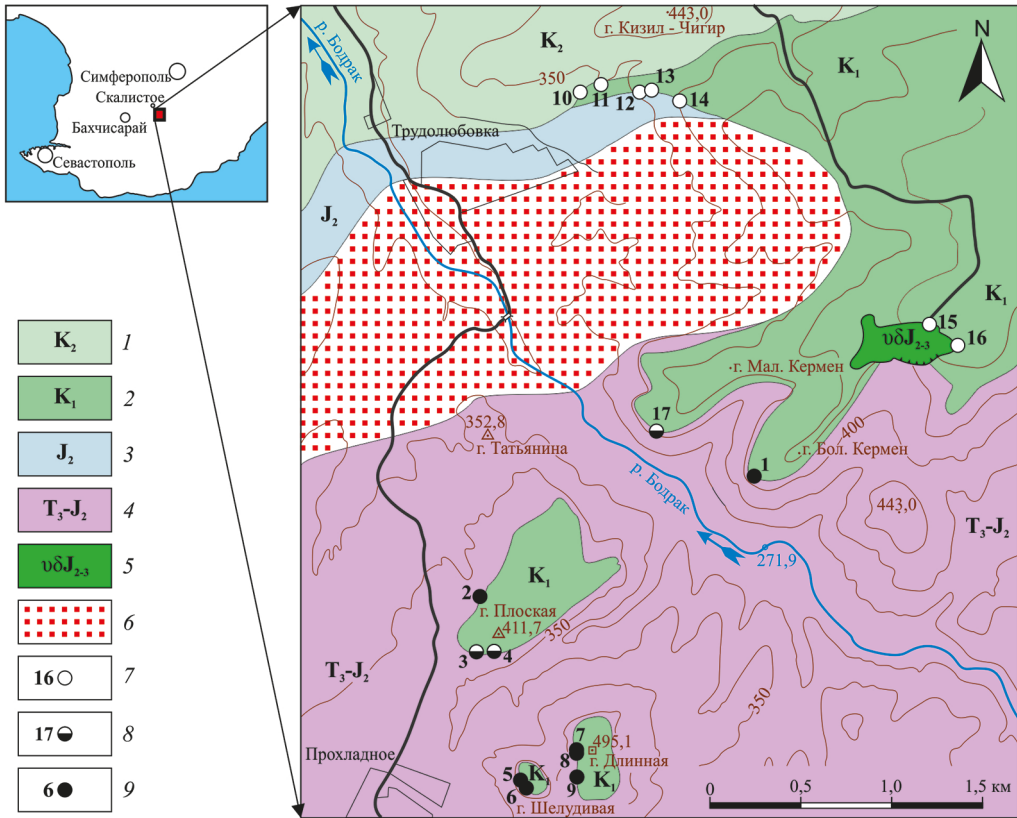 Симферополь
Скалистое
Бахчисарай
Севастополь
K₂ 1
K₁ 2
J₂ 3
T₃-J₂ 4
υδJ₂₋₃ 5
6
16 7
17 8
6 9
р. Бодрак
K₂
443,0
г. Кизил - Чигир
350
K₁
N
10
11
12
13
14
Трудолюбовка
J₂
K₁
15
υδJ₂₋₃
16
г. Мал. Кермен
17
352,8
г. Татьянина
400
г. Бол. Кермен
1
р. Бодрак
443,0
T₃-J₂
271,9
K₁
2
г. Плоская
411,7
350
3
4
T₃-J₂
350
Прохладное
7
495,1
8
г. Длинная
5
K₁
9
K₁
6
г. Шелудивая
0 0,5 1 1,5 км